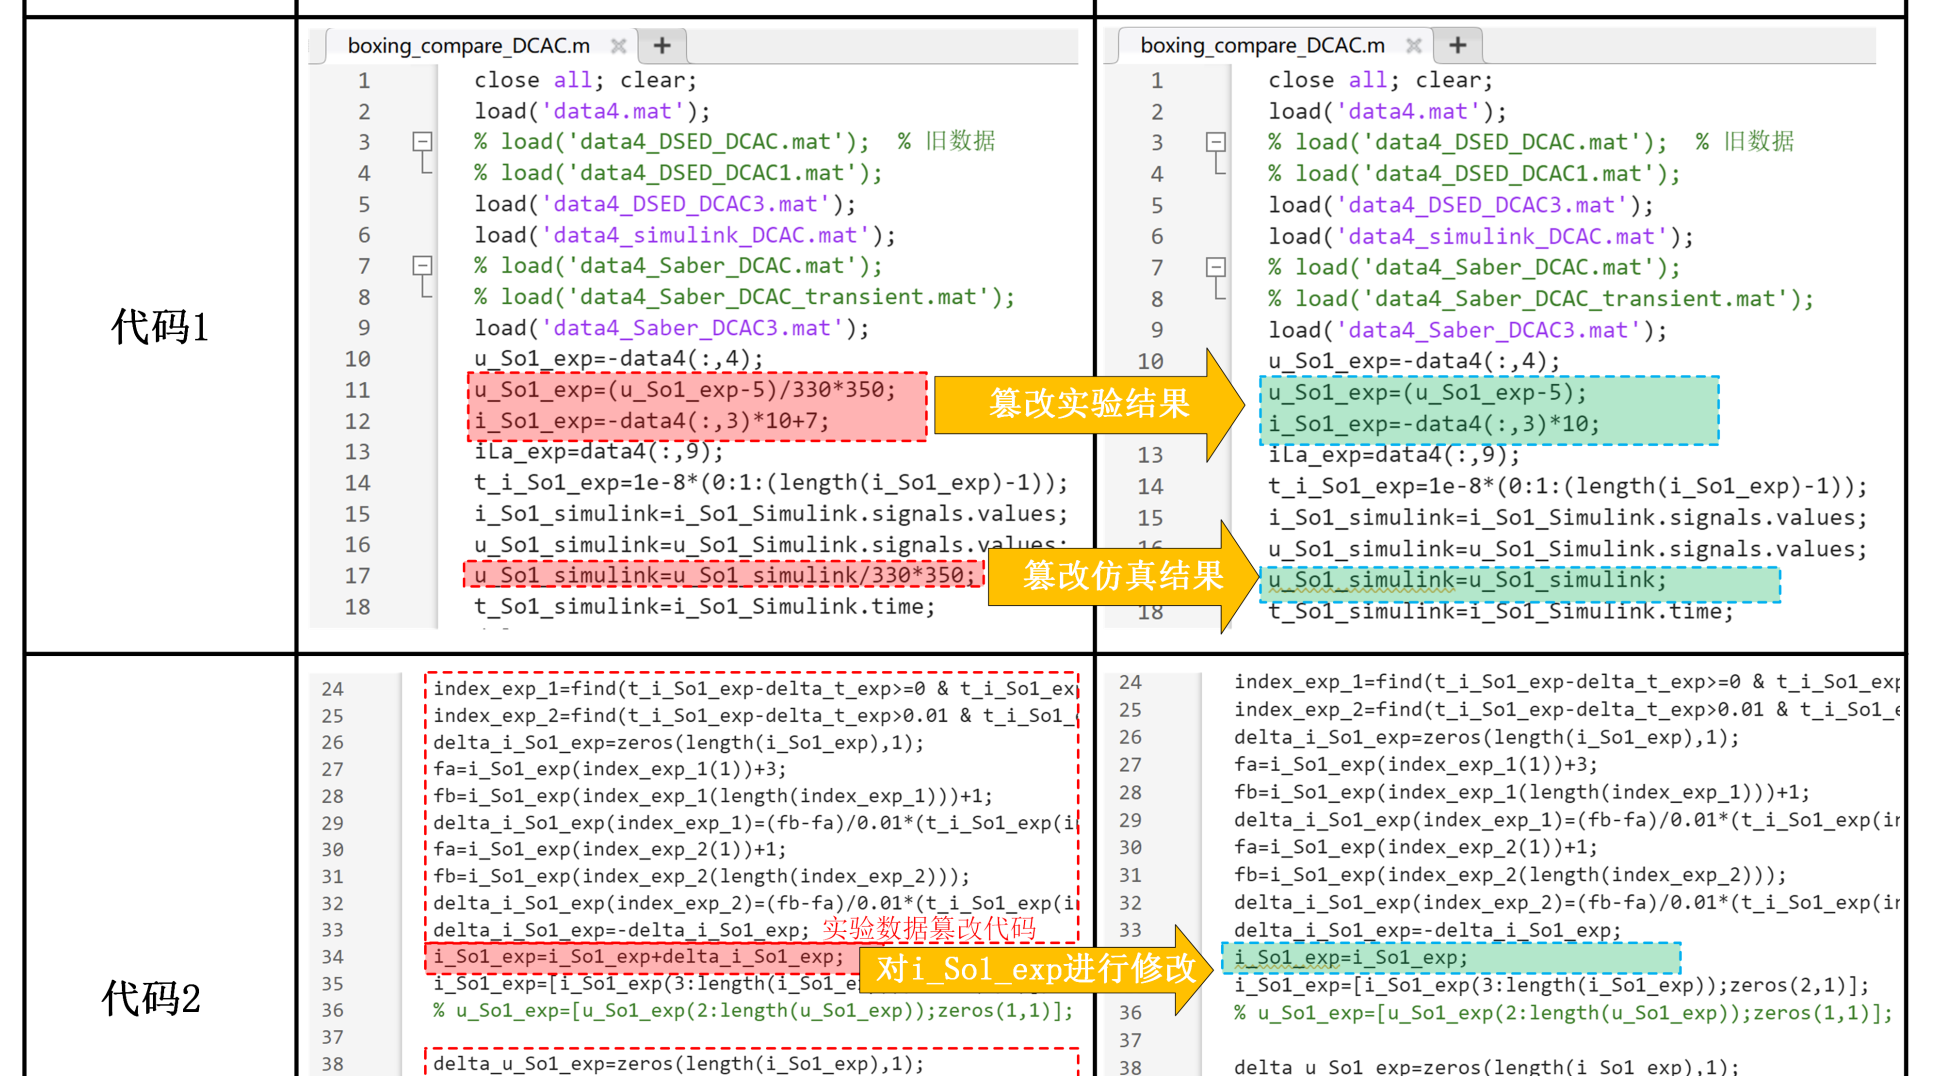 代码1
boxing_compare_DCAC.m × +
1 close all; clear;
2 load('data4.mat');
3 % load('data4_DSED_DCAC.mat'); % 旧数据
4 % load('data4_DSED_DCAC1.mat');
5 load('data4_DSED_DCAC3.mat');
6 load('data4_simulink_DCAC.mat');
7 % load('data4_Saber_DCAC.mat');
8 % load('data4_Saber_DCAC_transient.mat');
9 load('data4_Saber_DCAC3.mat');
10 u_So1_exp=-data4(:,4);
11 u_So1_exp=(u_So1_exp-5)/330*350;
12 i_So1_exp=-data4(:,3)*10+7;
13 iLa_exp=data4(:,9);
14 t_i_So1_exp=1e-8*(0:1:(length(i_So1_exp)-1));
15 i_So1_simulink=i_So1_Simulink.signals.values;
16 u_So1_simulink=u_So1_Simulink.signals.values;
17 u_So1_simulink=u_So1_simulink/330*350;
18 t_So1_simulink=i_So1_Simulink.time;
篡改实验结果
篡改仿真结果
boxing_compare_DCAC.m × +
1 close all; clear;
2 load('data4.mat');
3 % load('data4_DSED_DCAC.mat'); % 旧数据
4 % load('data4_DSED_DCAC1.mat');
5 load('data4_DSED_DCAC3.mat');
6 load('data4_simulink_DCAC.mat');
7 % load('data4_Saber_DCAC.mat');
8 % load('data4_Saber_DCAC_transient.mat');
9 load('data4_Saber_DCAC3.mat');
10 u_So1_exp=-data4(:,4);
u_So1_exp=(u_So1_exp-5);
i_So1_exp=-data4(:,3)*10;
13 iLa_exp=data4(:,9);
14 t_i_So1_exp=1e-8*(0:1:(length(i_So1_exp)-1));
15 i_So1_simulink=i_So1_Simulink.signals.values;
16 u_So1_simulink=u_So1_Simulink.signals.values;
u_So1_simulink=u_So1_simulink;
18 t_So1_simulink=i_So1_Simulink.time;
代码2
24 index_exp_1=find(t_i_So1_exp-delta_t_exp>=0 & t_i_So1_exp
25 index_exp_2=find(t_i_So1_exp-delta_t_exp>0.01 & t_i_So1_
26 delta_i_So1_exp=zeros(length(i_So1_exp),1);
27 fa=i_So1_exp(index_exp_1(1))+3;
28 fb=i_So1_exp(index_exp_1(length(index_exp_1)))+1;
29 delta_i_So1_exp(index_exp_1)=(fb-fa)/0.01*(t_i_So1_exp(i
30 fa=i_So1_exp(index_exp_2(1))+1;
31 fb=i_So1_exp(index_exp_2(length(index_exp_2)));
32 delta_i_So1_exp(index_exp_2)=(fb-fa)/0.01*(t_i_So1_exp(i
33 delta_i_So1_exp=-delta_i_So1_exp; 实验数据篡改代码
34 i_So1_exp=i_So1_exp+delta_i_So1_exp;
35 i_So1_exp=[i_So1_exp(3:length(i_So1_e
36 % u_So1_exp=[u_So1_exp(2:length(u_So1_exp));zeros(1,1)];
37
38 delta_u_So1_exp=zeros(length(i_So1_exp),1);
对i_So1_exp进行修改
24 index_exp_1=find(t_i_So1_exp-delta_t_exp>=0 & t_i_So1_exp
25 index_exp_2=find(t_i_So1_exp-delta_t_exp>0.01 & t_i_So1_e
26 delta_i_So1_exp=zeros(length(i_So1_exp),1);
27 fa=i_So1_exp(index_exp_1(1))+3;
28 fb=i_So1_exp(index_exp_1(length(index_exp_1)))+1;
29 delta_i_So1_exp(index_exp_1)=(fb-fa)/0.01*(t_i_So1_exp(in
30 fa=i_So1_exp(index_exp_2(1))+1;
31 fb=i_So1_exp(index_exp_2(length(index_exp_2)));
32 delta_i_So1_exp(index_exp_2)=(fb-fa)/0.01*(t_i_So1_exp(in
33 delta_i_So1_exp=-delta_i_So1_exp;
i_So1_exp=i_So1_exp;
i_So1_exp=[i_So1_exp(3:length(i_So1_exp));zeros(2,1)];
36 % u_So1_exp=[u_So1_exp(2:length(u_So1_exp));zeros(1,1)];
37
38 delta_u_So1_exp=zeros(length(i_So1_exp),1);